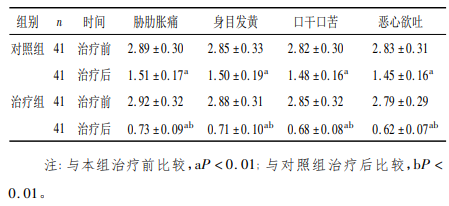 组别 n 时间 胁肋胀痛 身目发黄 口干口苦 恶心欲吐
对照组 41 治疗前 2.89±0.30 2.85±0.33 2.82±0.30 2.83±0.31
41 治疗后 1.51±0.17a 1.50±0.19a 1.48±0.16a 1.45±0.16a
治疗组 41 治疗前 2.92±0.32 2.88±0.31 2.85±0.32 2.79±0.29
41 治疗后 0.73±0.09ab 0.71±0.10ab 0.68±0.08ab 0.62±0.07ab
注:与本组治疗前比较,aP<0.01;与对照组治疗后比较,bP<
0.01。